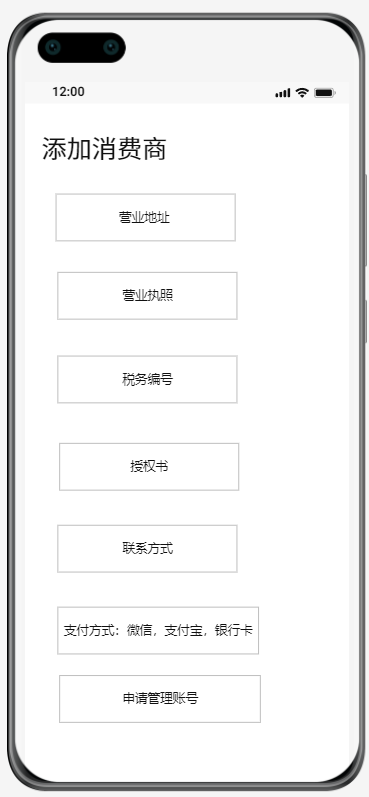 12:00
添加消费商
营业地址
营业执照
税务编号
授权书
联系方式
支付方式：微信，支付宝，银行卡
申请管理账号